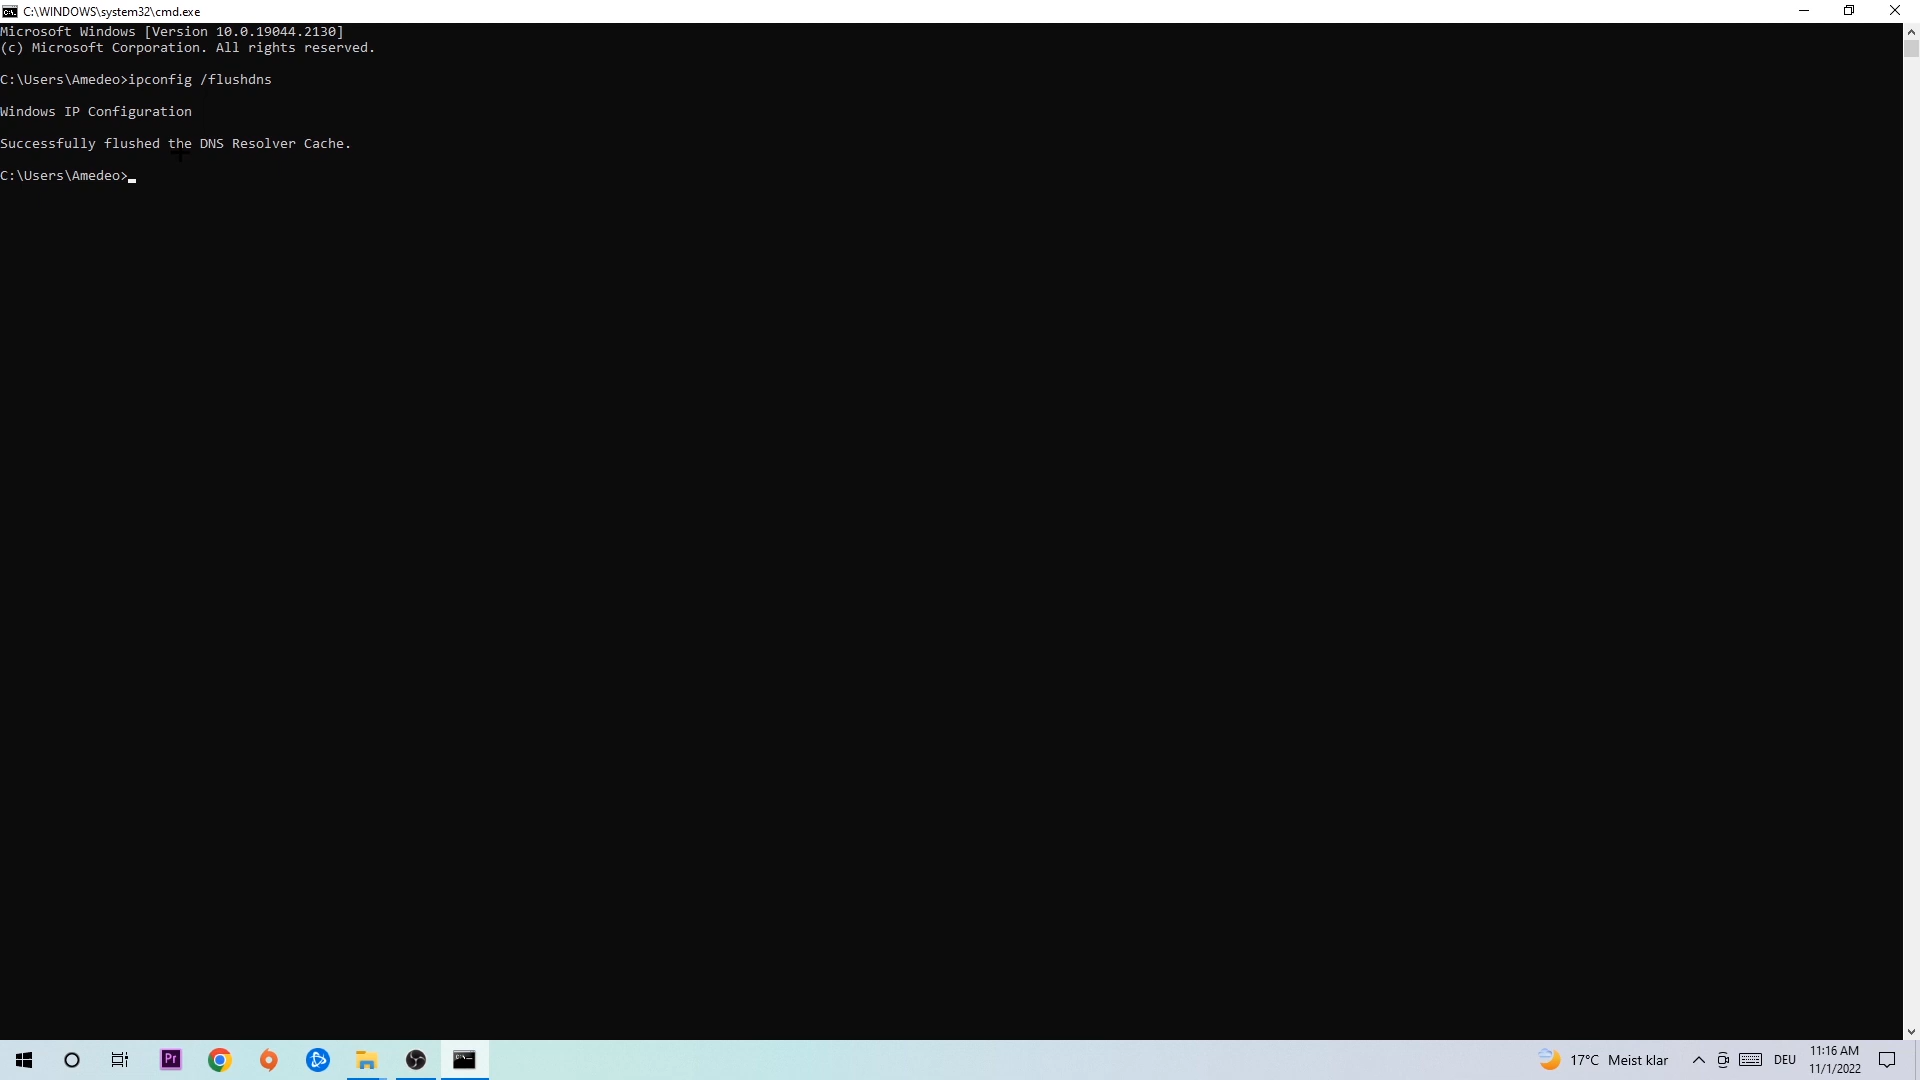 C:\WINDOWS\system32\cmd.exe
Microsoft Windows [Version 10.0.19044.2130]
(c) Microsoft Corporation. All rights reserved.
C:\Users\Amedeo>ipconfig /flushdns
Windows IP Configuration
Successfully flushed the DNS Resolver Cache.
C:\Users\Amedeo>
Pr
17°C Meist klar
DEU
11:16 AM
11/1/2022